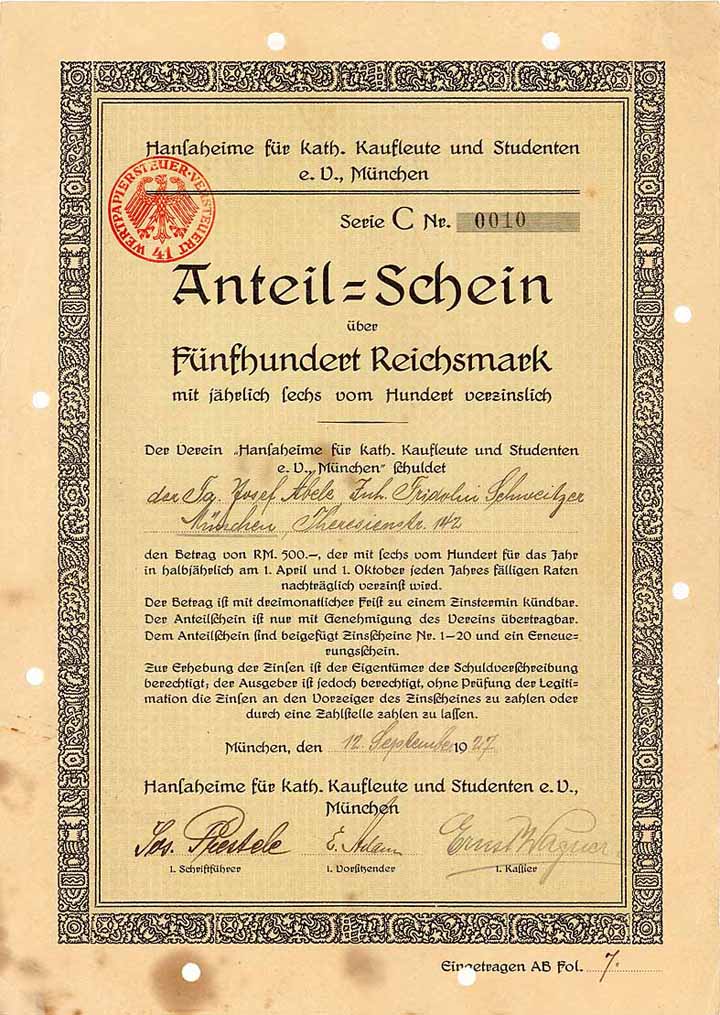 Hansaheime für kath. Kaufleute und Studenten
e. V., München
WERTPAPIERSTEUER·VERSTEUERT
41
Serie C Nr. 0010
Anteil=Schein
über
Fünfhundert Reichsmark
mit jährlich sechs vom Hundert verzinslich
Der Verein „Hansaheime für kath. Kaufleute und Studenten
e. V., München" schuldet
der Fa. Josef Abele, Inh. Fridolin Schweitzer
München, Theresienstr.
den Betrag von RM. 500.–, der mit sechs vom Hundert für das Jahr
in halbjährlich am 1. April und 1. Oktober jeden Jahres fälligen Raten
nachträglich verzinst wird.
Der Betrag ist mit dreimonatlicher Frist zu einem Zinstermin kündbar.
Der Anteilschein ist nur mit Genehmigung des Vereins übertragbar.
Dem Anteilschein sind beigefügt Zinsscheine Nr. 1–20 und ein Erneue-
rungsschein.
Zur Erhebung der Zinsen ist der Eigentümer der Schuldverschreibung
berechtigt; der Ausgeber ist jedoch berechtigt, ohne Prüfung der Legiti-
mation die Zinsen an den Vorzeiger des Zinsscheines zu zahlen oder
durch eine Zahlstelle zahlen zu lassen.
München, den 12. September 1927
Hansaheime für kath. Kaufleute und Studenten e. V.,
München
Jos. E. Adam Ernst Wagner
1. Schriftführer 1. Vorsitzender 1. Kassier
Eingetragen AB Fol. 7.